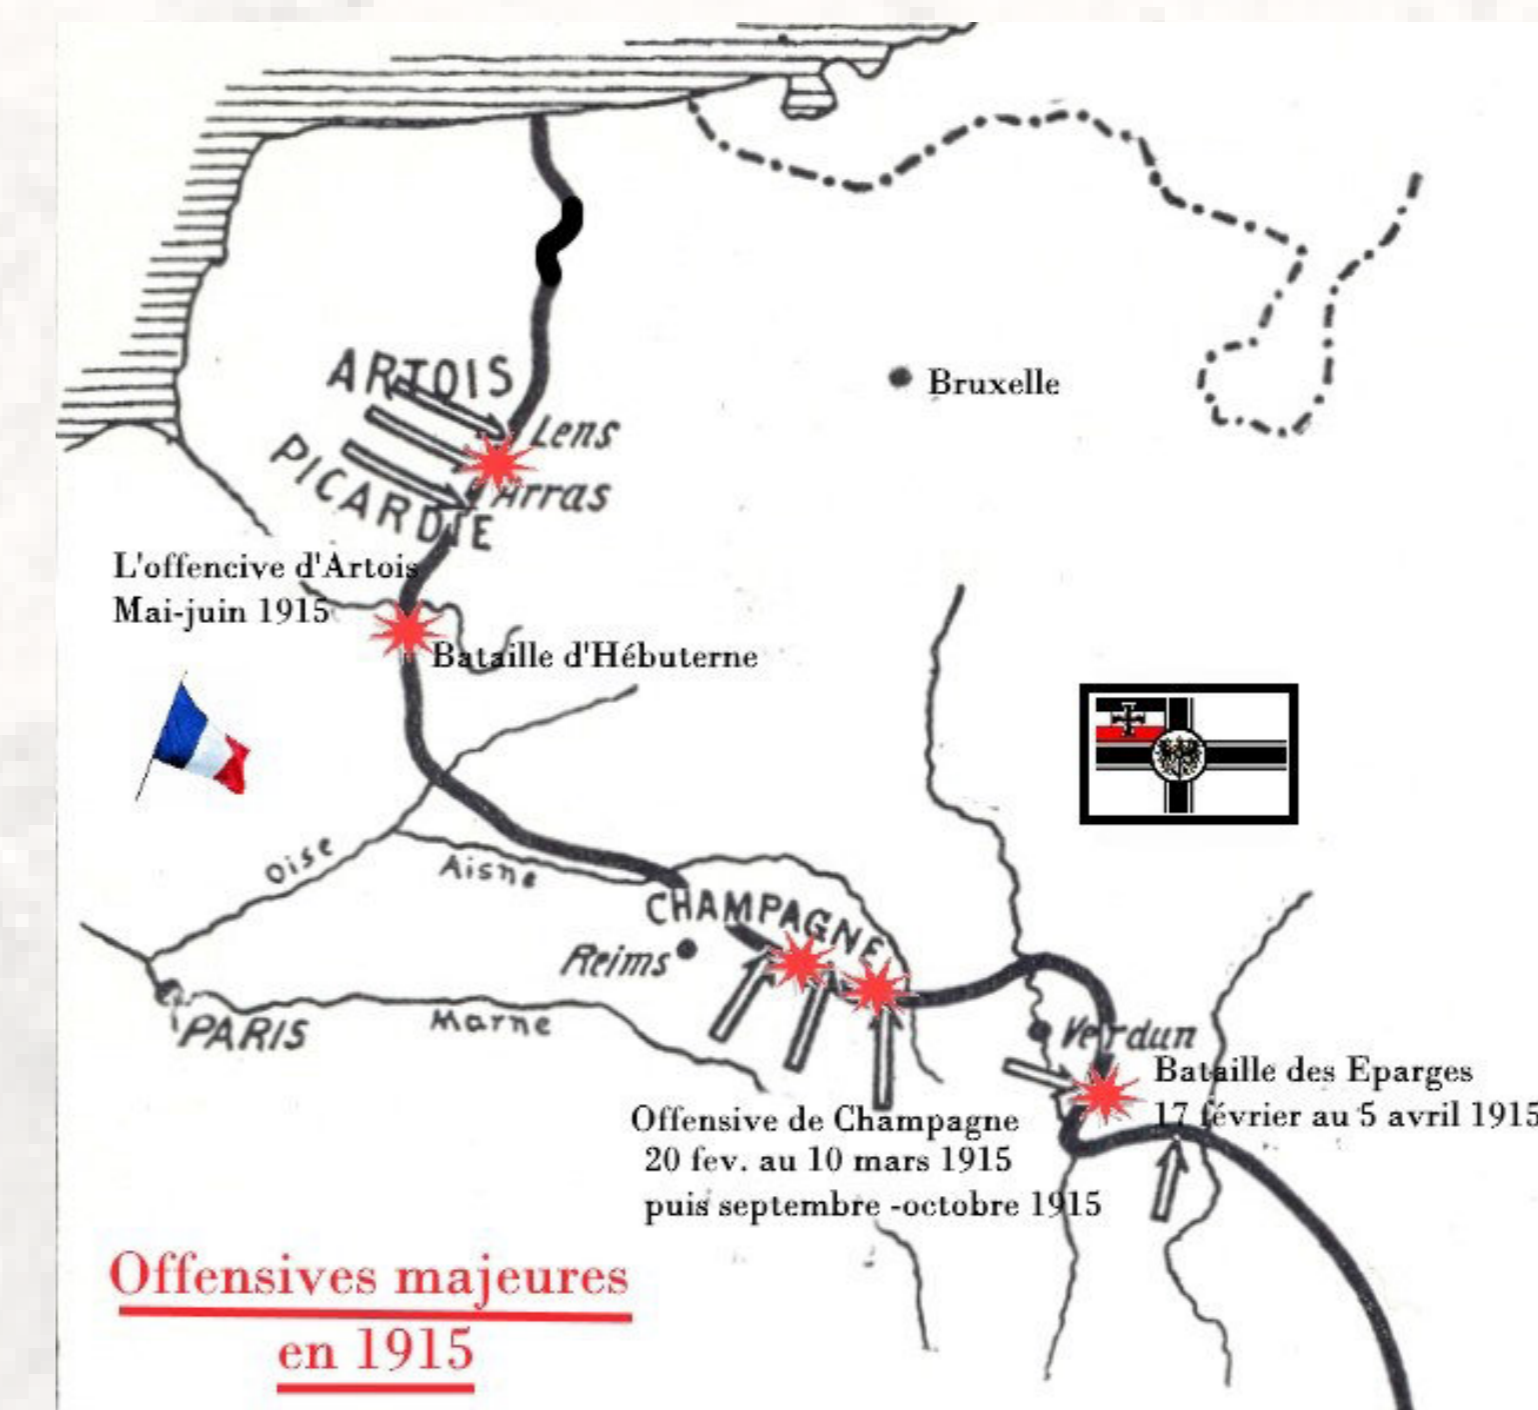 ARTOIS
Lens
Bruxelle
PICARDIE
Arras
L'offencive d'Artois
Mai-juin 1915
Bataille d'Hébuterne
Oise
Aisne
CHAMPAGNE
Reims
PARIS
Marne
Verdun
Bataille des Eparges
17 février au 5 avril 1915
Offensive de Champagne
20 fev. au 10 mars 1915
puis septembre -octobre 1915
Offensives majeures
en 1915